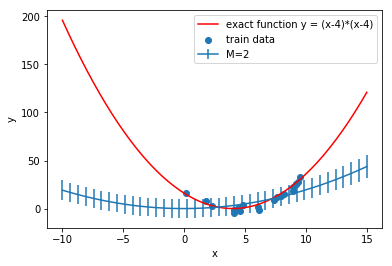 exact function y = (x-4)*(x-4)
train data
M=2
200
150
100
50
0
y
-10
-5
0
5
10
15
x